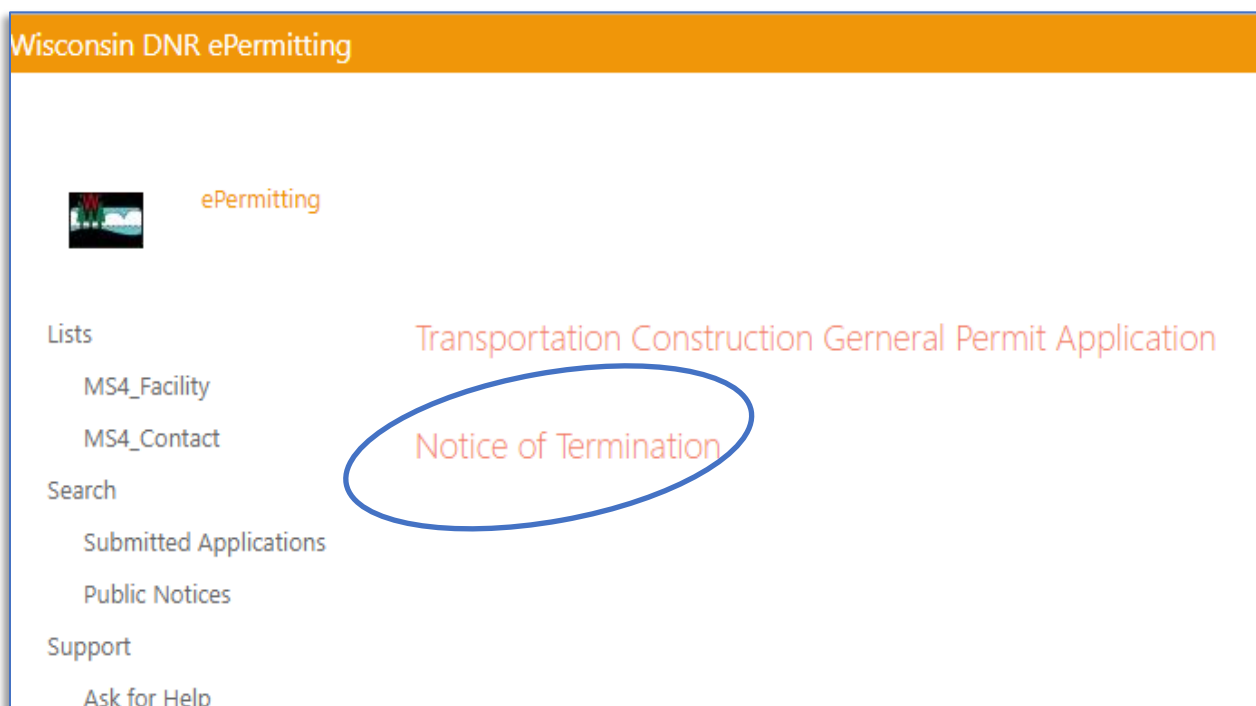 Wisconsin DNR ePermitting
ePermitting
Lists
MS4_Facility
MS4_Contact
Search
Submitted Applications
Public Notices
Support
Ask for Help
Transportation Construction Gerneral Permit Application
Notice of Termination